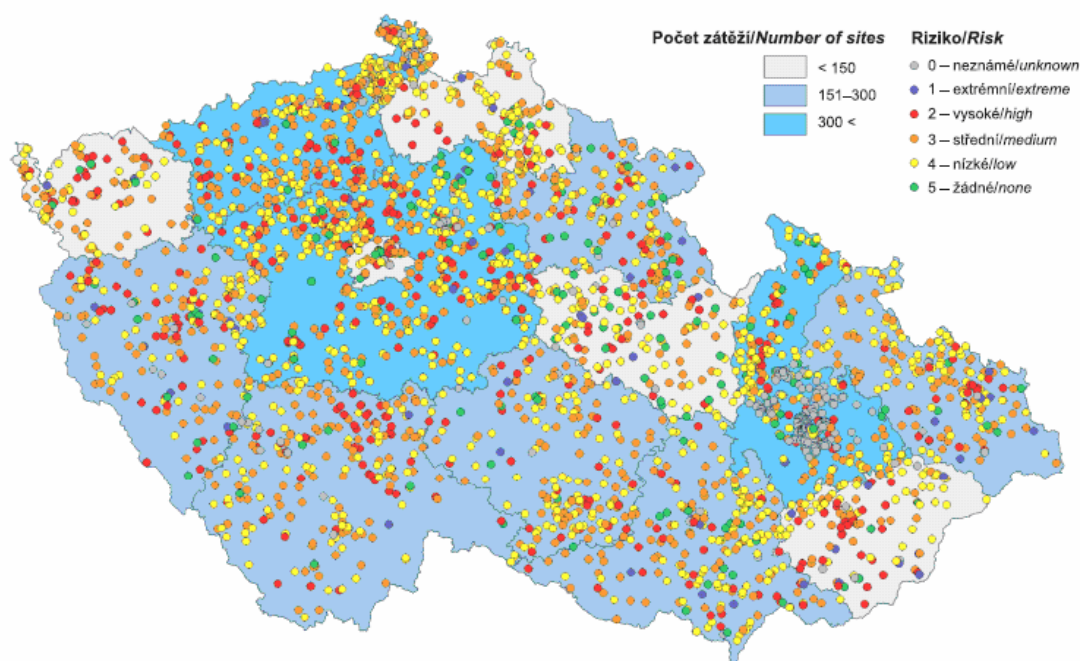 Počet zátěží/Number of sites
< 150
151–300
300 <
Riziko/Risk
0 – neznámé/unknown
1 – extrémní/extreme
2 – vysoké/high
3 – střední/medium
4 – nízké/low
5 – žádné/none